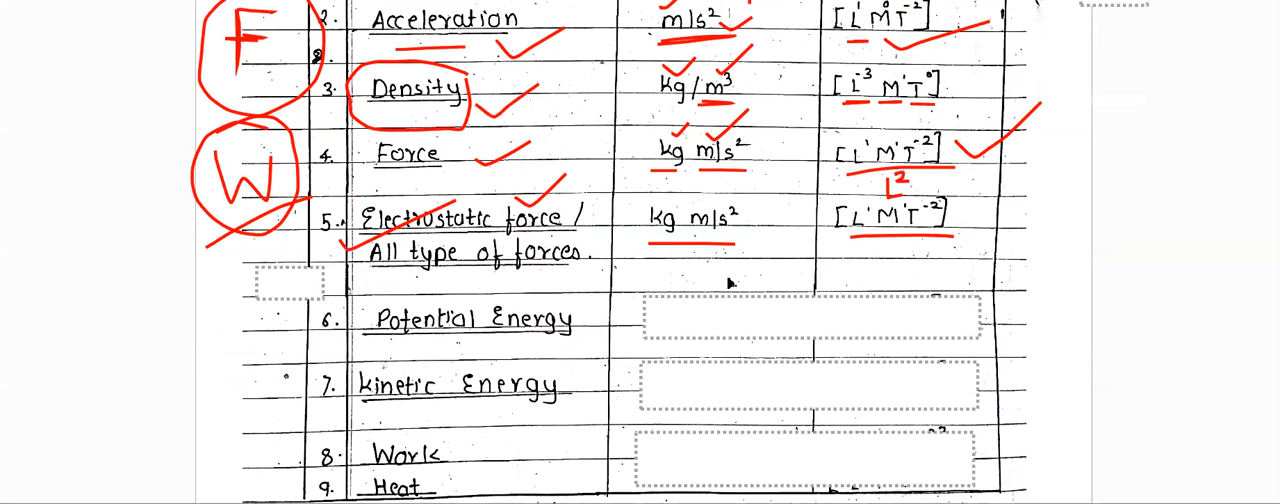 F
W
2. Acceleration m/s² [L¹M⁰T⁻²]
3. Density kg/m³ [L⁻³M¹T⁰]
4. Force kg m/s² [L¹M¹T⁻²]
L²
5. Electrostatic force / kg m/s² [L¹M¹T⁻²]
All type of forces.
6. Potential Energy
7. Kinetic Energy
8. Work
9. Heat